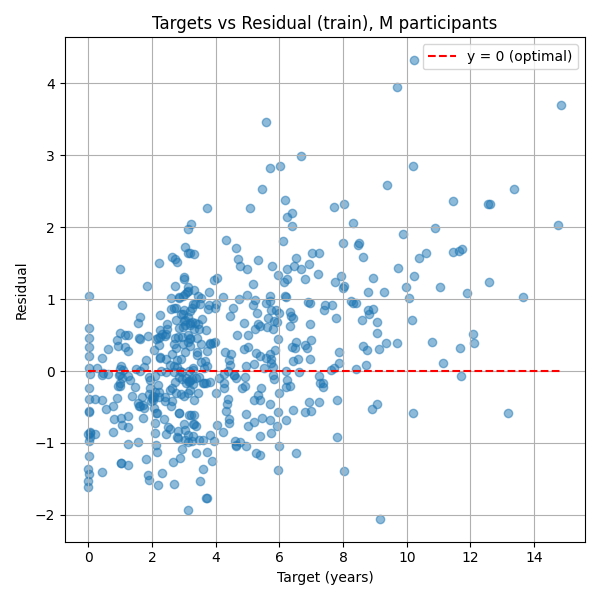 Targets vs Residual (train), M participants
y = 0 (optimal)
Residual
4
3
2
1
0
−1
−2
0 2 4 6 8 10 12 14
Target (years)